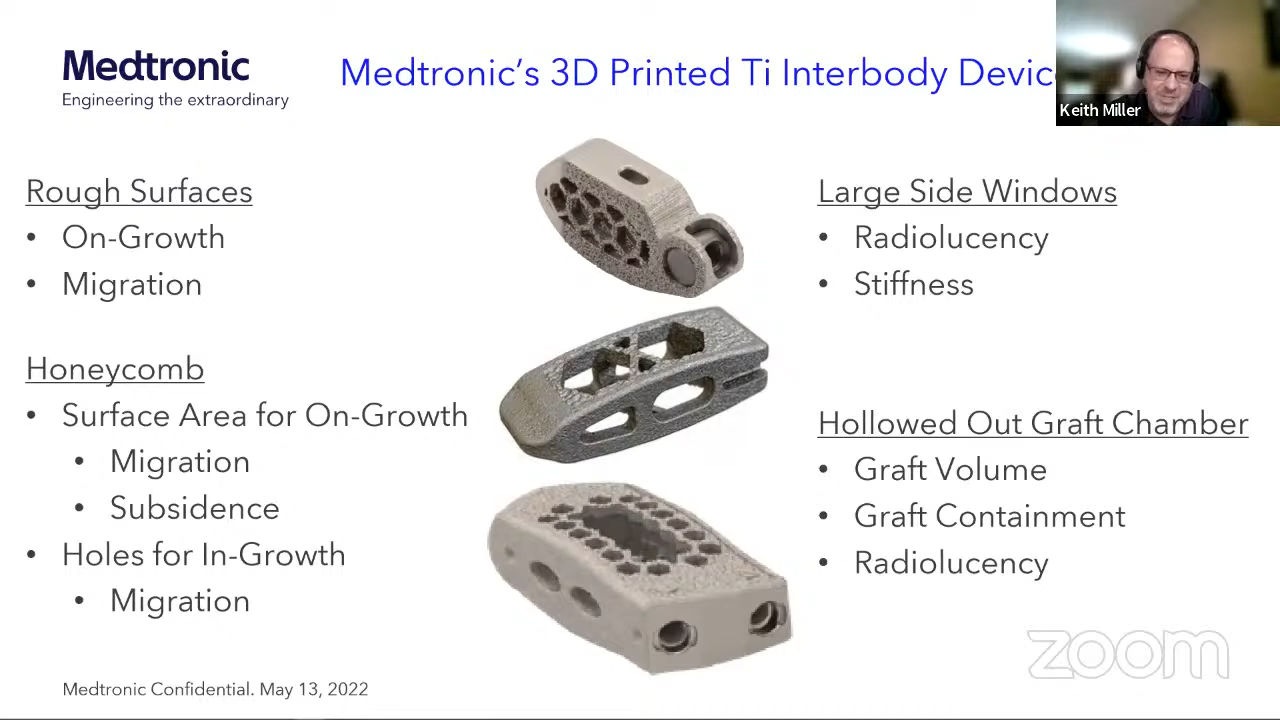 Medtronic
Engineering the extraordinary
Medtronic's 3D Printed Ti Interbody
Keith Miller
Rough Surfaces
• On-Growth
• Migration
Honeycomb
• Surface Area for On-Growth
• Migration
• Subsidence
• Holes for In-Growth
• Migration
Large Side Windows
• Radiolucency
• Stiffness
Hollowed Out Graft Chamber
• Graft Volume
• Graft Containment
• Radiolucency
zoom
Medtronic Confidential. May 13, 2022